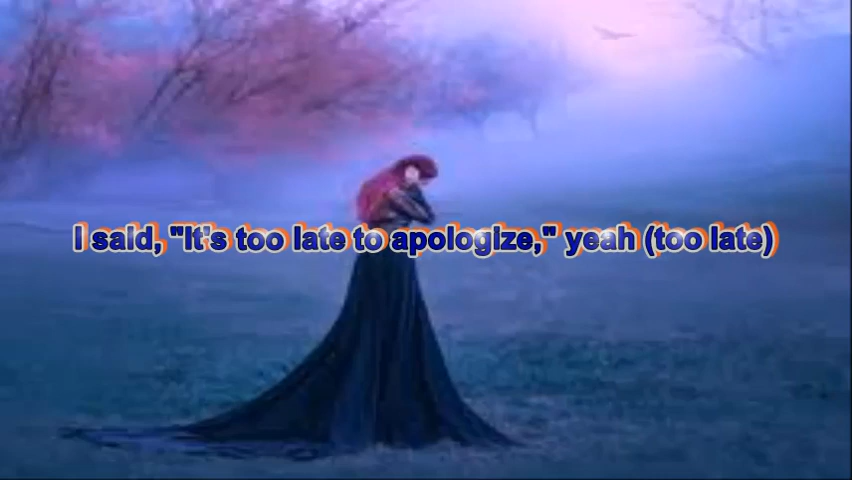 I said, "It's too late to apologize," yeah (too late)